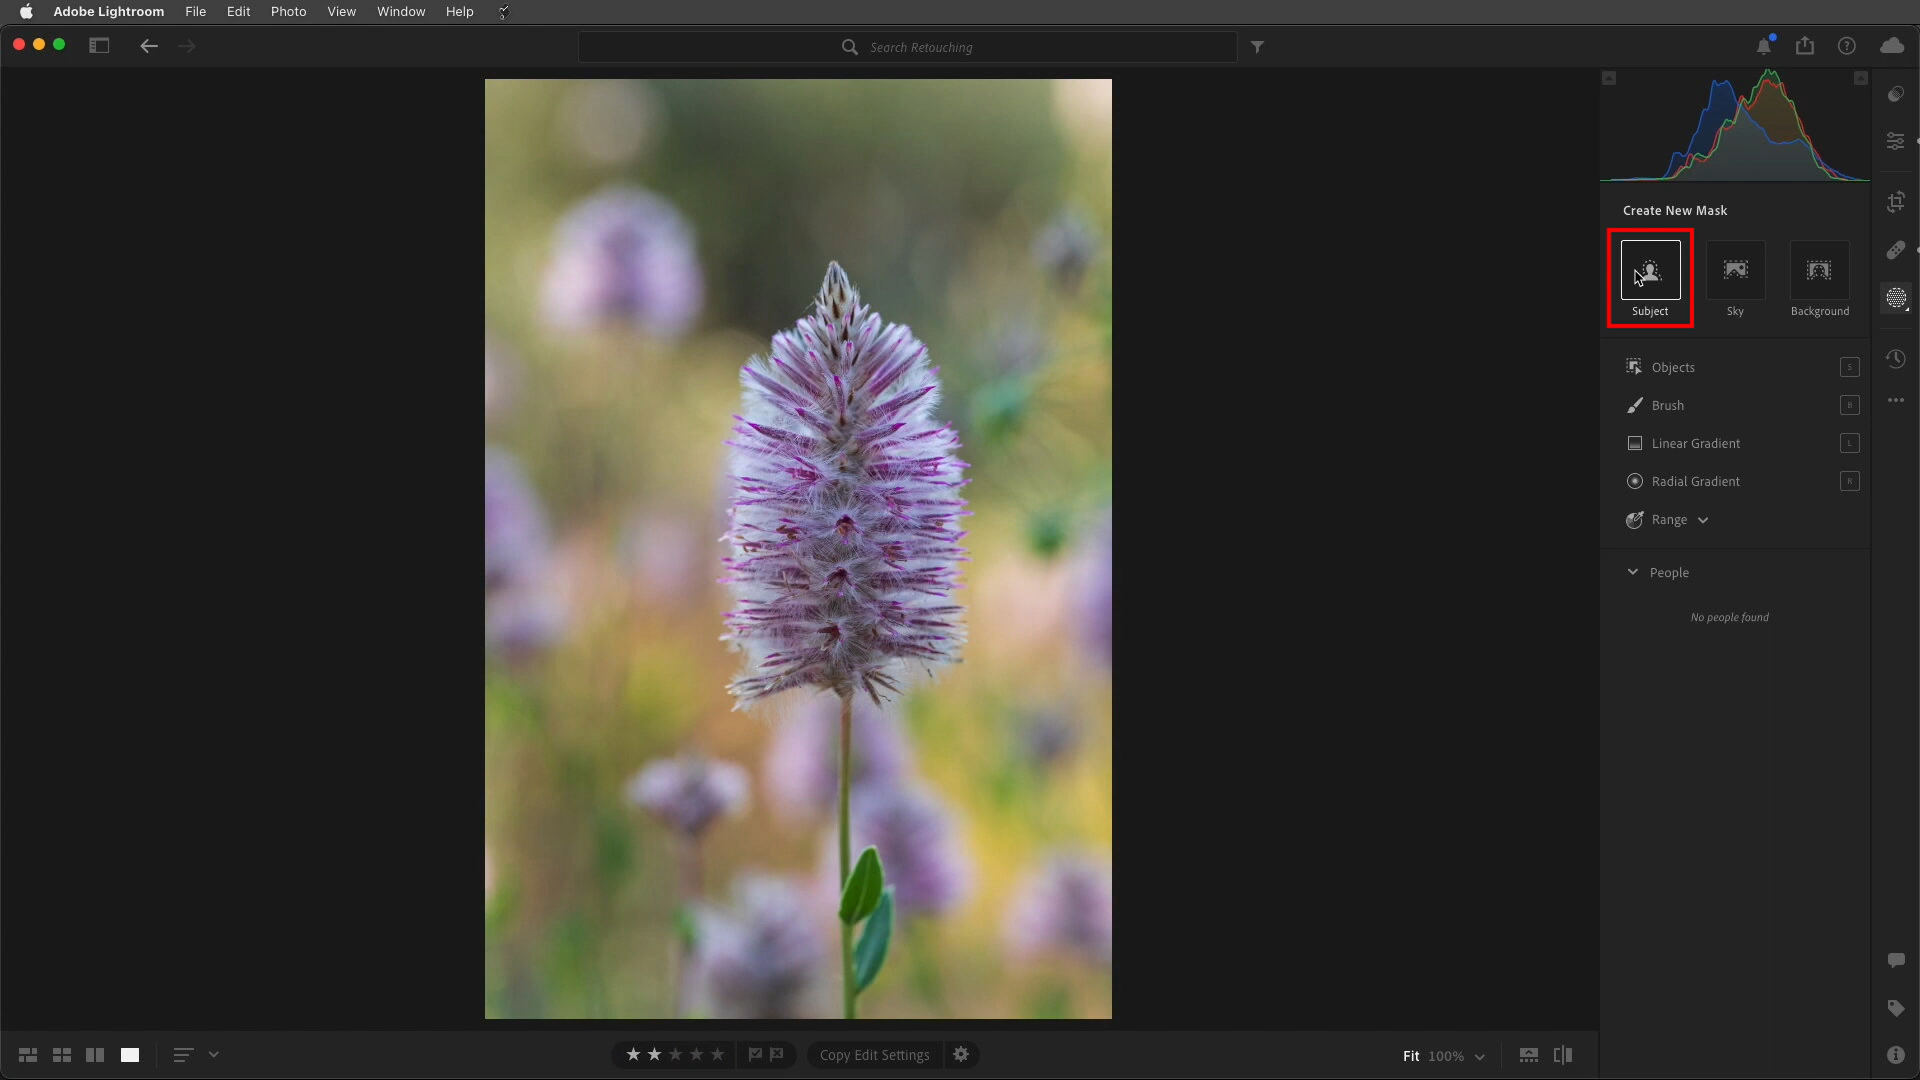 Adobe Lightroom File Edit Photo View Window Help
Search Retouching
Create New Mask
Subject Sky Background
Objects S
Brush B
Linear Gradient L
Radial Gradient R
Range
People
No people found
Copy Edit Settings
Fit 100%